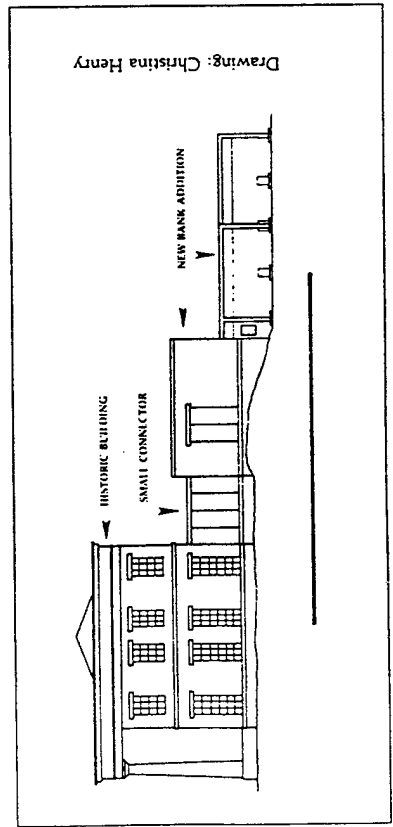 HISTORIC BUILDING
SMALL CONNECTOR
NEW BANK ADDITION
Drawing: Christina Henry